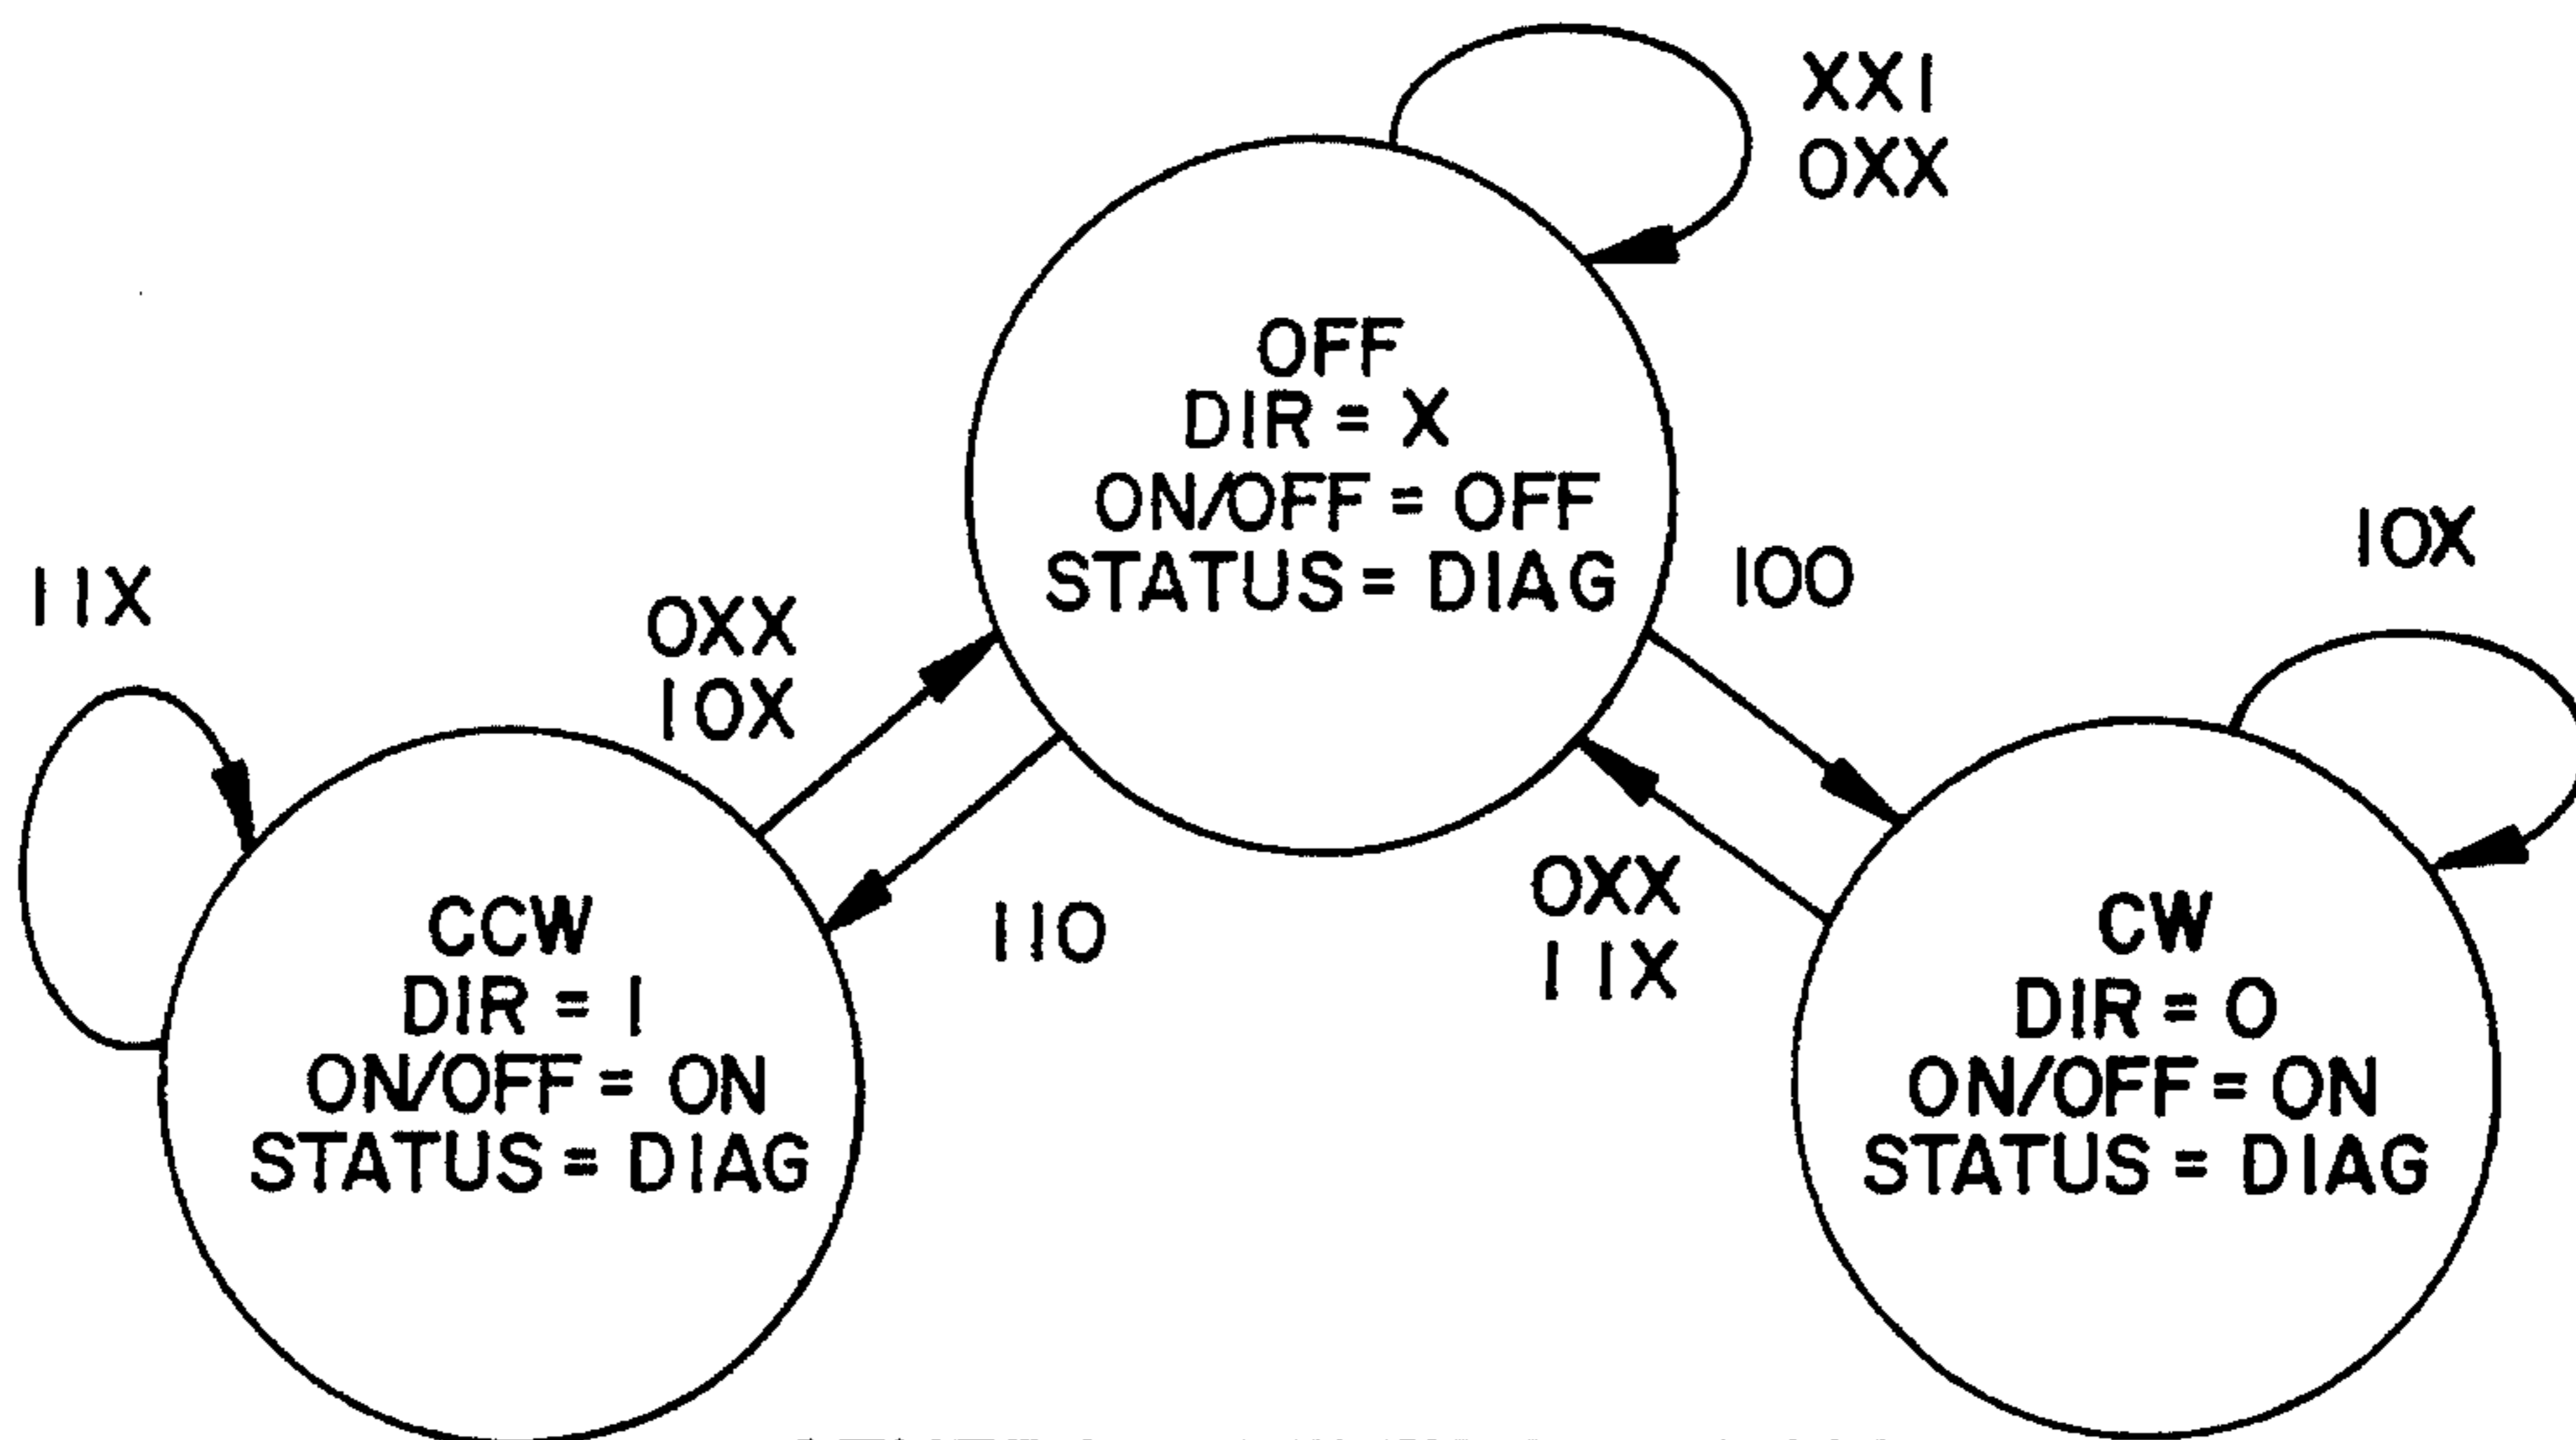 XX1
0XX
OFF
DIR = X
ON/OFF = OFF
STATUS = DIAG
100
10X
11X
0XX
10X
110
0XX
11X
CCW
DIR = 1
ON/OFF = ON
STATUS = DIAG
CW
DIR = 0
ON/OFF = ON
STATUS = DIAG